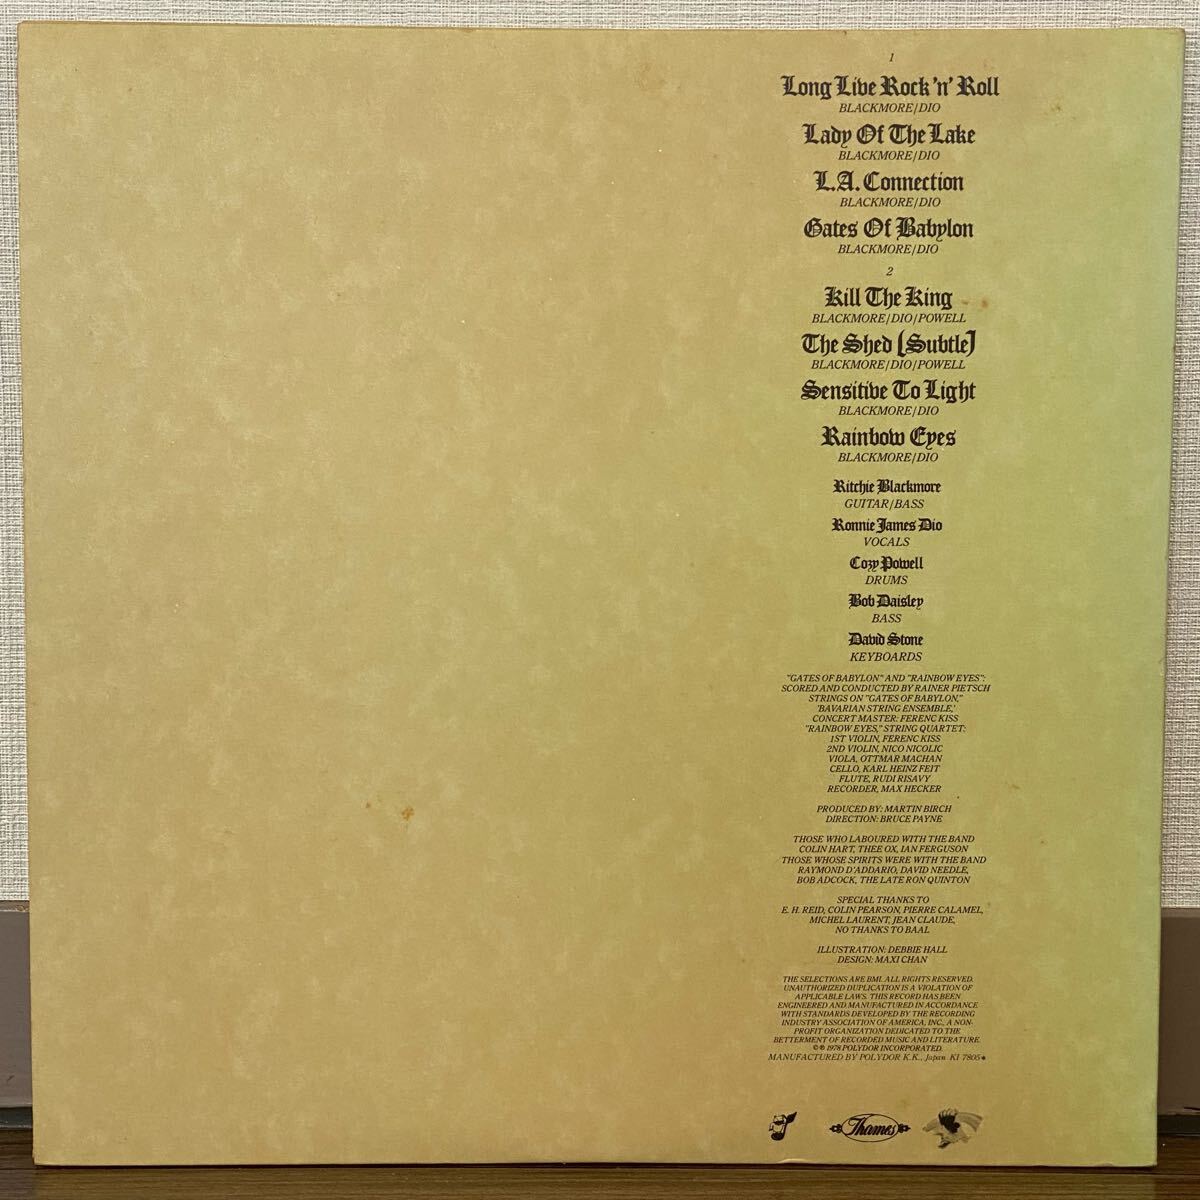 1
Long Live Rock 'n' Roll
BLACKMORE/DIO
Lady Of The Lake
BLACKMORE/DIO
L.A. Connection
BLACKMORE/DIO
Gates Of Babylon
BLACKMORE/DIO
2
Kill The King
BLACKMORE/DIO/POWELL
The Shed (Subtle)
BLACKMORE/DIO/POWELL
Sensitive To Light
BLACKMORE/DIO
Rainbow Eyes
BLACKMORE/DIO
Ritchie Blackmore
GUITAR/BASS
Ronnie James Dio
VOCALS
Cozy Powell
DRUMS
Bob Daisley
BASS
David Stone
KEYBOARDS
"GATES OF BABYLON" AND "RAINBOW EYES":
SCORED AND CONDUCTED BY RAINER PIETSCH
STRINGS ON "GATES OF BABYLON,"
'BAVARIAN STRING ENSEMBLE,'
CONCERT MASTER: FERENC KISS
"RAINBOW EYES," STRING QUARTET:
1ST VIOLIN, FERENC KISS
2ND VIOLIN, NICO NICOLIC
VIOLA, OTTMAR MACHAN
CELLO, KARL HEINZ FEIT
FLUTE, RUDI RISAVY
RECORDER, MAX HECKER
PRODUCED BY: MARTIN BIRCH
DIRECTION: BRUCE PAYNE
THOSE WHO LABOURED WITH THE BAND
COLIN HART, THEE OX, IAN FERGUSON
THOSE WHOSE SPIRITS WERE WITH THE BAND
RAYMOND D'ADDARIO, DAVID NEEDLE,
BOB ADCOCK, THE LATE RON QUINTON
SPECIAL THANKS TO
E. H. REID, COLIN PEARSON, PIERRE CALAMEL,
MICHEL LAURENT, JEAN CLAUDE,
NO THANKS TO BAAL
ILLUSTRATION: DEBBIE HALL
DESIGN: MAXI CHAN
THE SELECTIONS ARE BMI. ALL RIGHTS RESERVED.
UNAUTHORIZED DUPLICATION IS A VIOLATION OF
APPLICABLE LAWS. THIS RECORD HAS BEEN
ENGINEERED AND MANUFACTURED IN ACCORDANCE
WITH STANDARDS DEVELOPED BY THE RECORDING
INDUSTRY ASSOCIATION OF AMERICA, INC., A NON-
PROFIT ORGANIZATION DEDICATED TO THE
BETTERMENT OF RECORDED MUSIC AND LITERATURE.
©℗ 1978 POLYDOR INCORPORATED.
MANUFACTURED BY POLYDOR K.K., Japan KI 7805
Thames